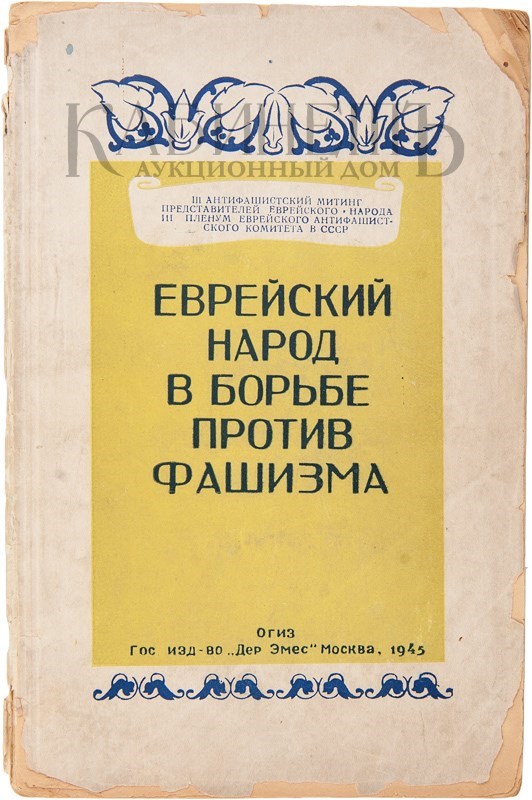 КАБИНЕТЪ
АУКЦИОННЫЙ ДОМ
III АНТИФАШИСТСКИЙ МИТИНГ
ПРЕДСТАВИТЕЛЕЙ ЕВРЕЙСКОГО • НАРОДА
III ПЛЕНУМ ЕВРЕЙСКОГО АНТИФАШИСТ-
СКОГО КОМИТЕТА В СССР
ЕВРЕЙСКИЙ
НАРОД
В БОРЬБЕ
ПРОТИВ
ФАШИЗМА
ОГИЗ
Гос изд-во „Дер Эмес" Москва, 1945